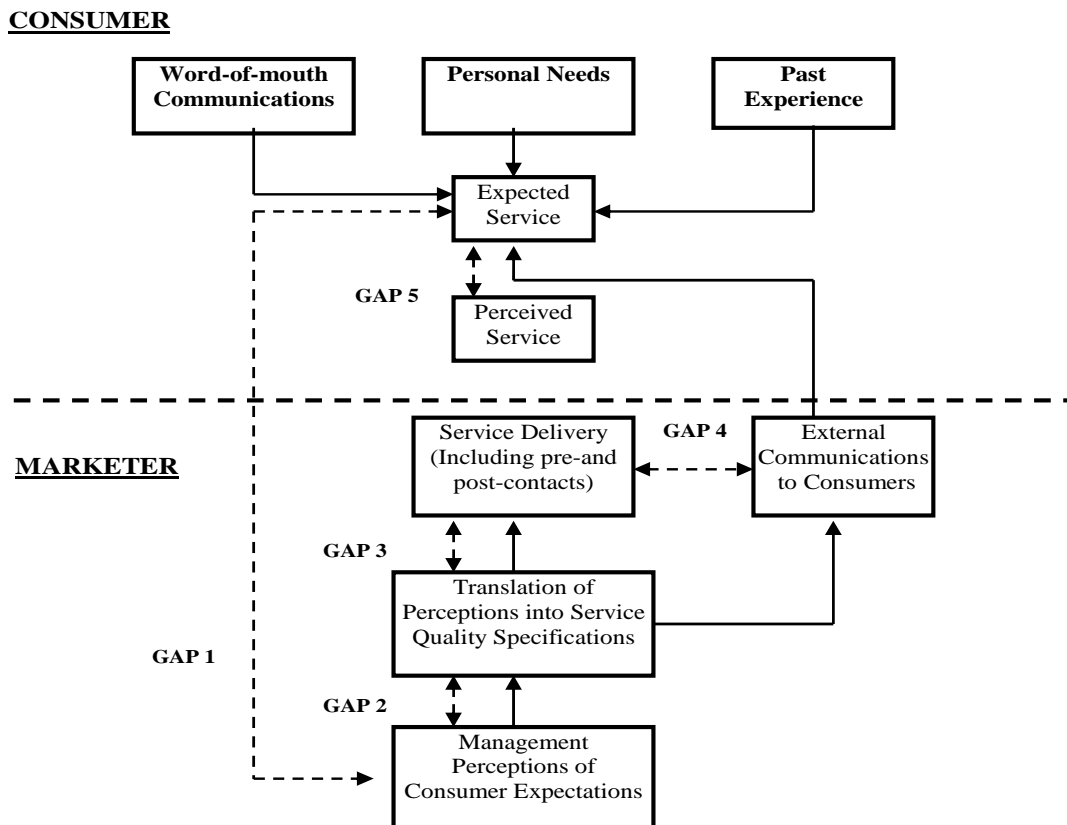 CONSUMER
Word-of-mouth
Communications
Personal Needs
Past
Experience
Expected
Service
GAP 5
Perceived
Service
MARKETER
Service Delivery
(Including pre-and
post-contacts)
GAP 4
External
Communications
to Consumers
GAP 3
Translation of
Perceptions into Service
Quality Specifications
GAP 1
GAP 2
Management
Perceptions of
Consumer Expectations